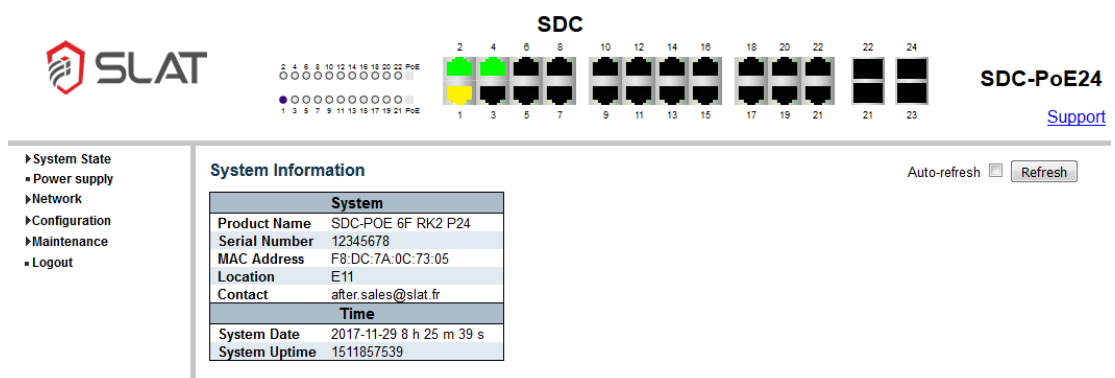 SDC
SLAT
2 4 6 8 10 12 14 16 18 20 22 PoE
1 3 5 7 9 11 13 15 17 19 21 PoE
2 4 6 8 10 12 14 16 18 20 22 22 24
1 3 5 7 9 11 13 15 17 19 21 21 23
SDC-PoE24
Support
System State
Power supply
Network
Configuration
Maintenance
Logout
System Information
Auto-refresh Refresh
System
Product Name SDC-POE 6F RK2 P24
Serial Number 12345678
MAC Address F8:DC:7A:0C:73:05
Location E11
Contact after.sales@slat.fr
Time
System Date 2017-11-29 8 h 25 m 39 s
System Uptime 1511857539